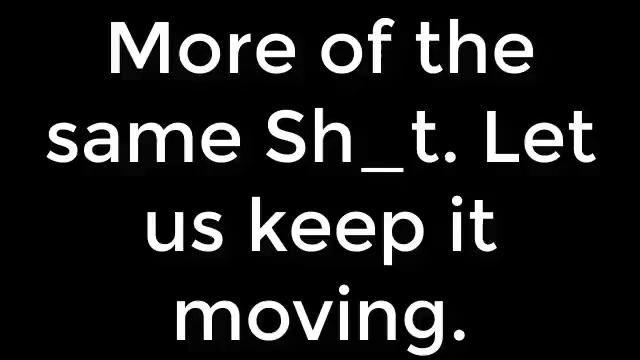 More of the
same Sh_t. Let
us keep it
moving.